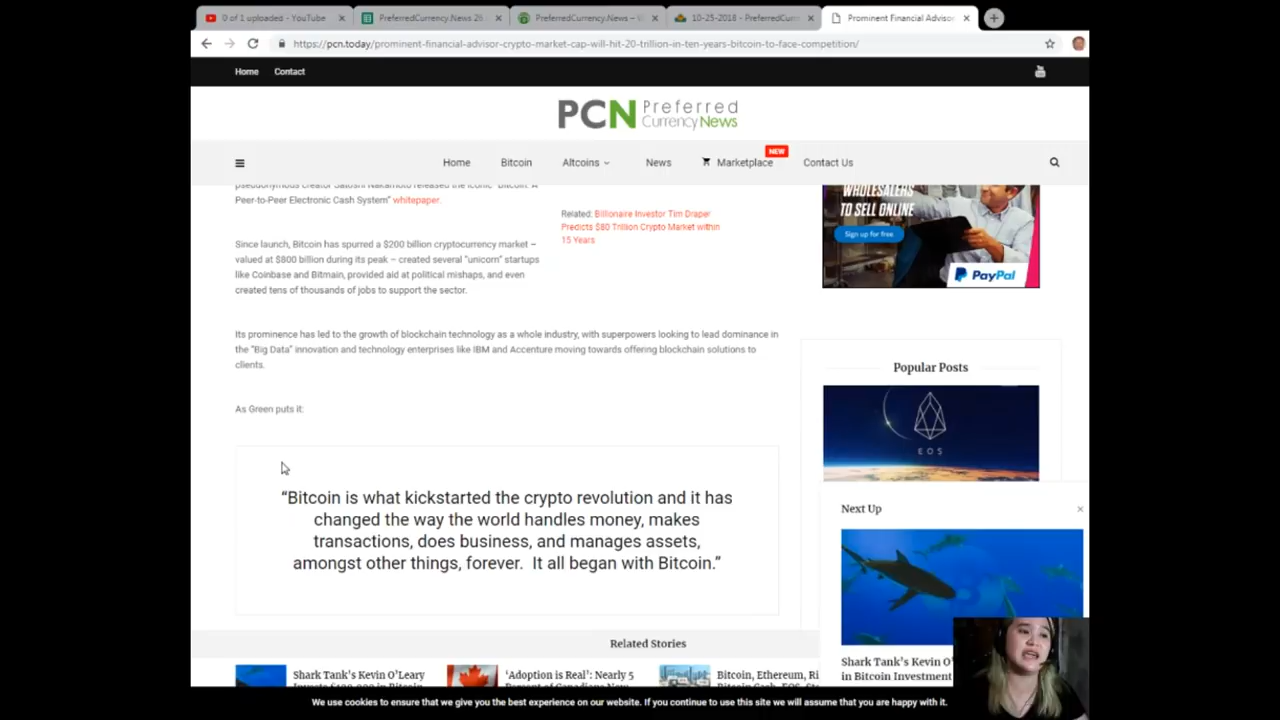 0 of 1 uploaded - YouTube
PreferredCurrency.News 26
PreferredCurrency.News – V
10-25-2018 - PreferredCurr
Prominent Financial Advisor
https://pcn.today/prominent-financial-advisor-crypto-market-cap-will-hit-20-trillion-in-ten-years-bitcoin-to-face-competition/
Home Contact
PCN Preferred
CurrencyNews
NEW
Home Bitcoin Altcoins News Marketplace Contact Us
pseudonymous creator Satoshi Nakamoto released the iconic "Bitcoin: A
Peer-to-Peer Electronic Cash System" whitepaper.
Related: Billionaire Investor Tim Draper
Predicts $80 Trillion Crypto Market within
15 Years
Since launch, Bitcoin has spurred a $200 billion cryptocurrency market –
valued at $800 billion during its peak – created several "unicorn" startups
like Coinbase and Bitmain, provided aid at political mishaps, and even
created tens of thousands of jobs to support the sector.
Its prominence has led to the growth of blockchain technology as a whole industry, with superpowers looking to lead dominance in
the "Big Data" innovation and technology enterprises like IBM and Accenture moving towards offering blockchain solutions to
clients.
As Green puts it:
“Bitcoin is what kickstarted the crypto revolution and it has
changed the way the world handles money, makes
transactions, does business, and manages assets,
amongst other things, forever. It all began with Bitcoin.”
WHOLESALERS
TO SELL ONLINE
Sign up for free
PayPal
Popular Posts
EOS
Next Up
Shark Tank’s Kevin O’
in Bitcoin Investment
Related Stories
Shark Tank’s Kevin O’Leary
‘Adoption is Real’: Nearly 5
Bitcoin, Ethereum, Ri
We use cookies to ensure that we give you the best experience on our website. If you continue to use this site we will assume that you are happy with it.